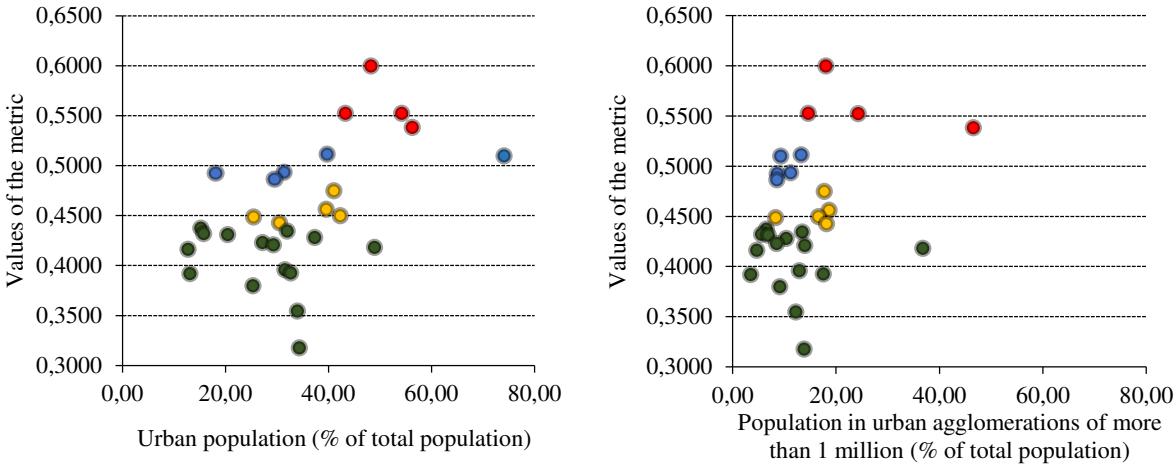 0,6500
0,6000
0,5500
0,5000
0,4500
0,4000
0,3500
0,3000
Values of the metric
0,00 20,00 40,00 60,00 80,00
Urban population (% of total population)
0,6500
0,6000
0,5500
0,5000
0,4500
0,4000
0,3500
0,3000
Values of the metric
0,00 20,00 40,00 60,00 80,00
Population in urban agglomerations of more
than 1 million (% of total population)